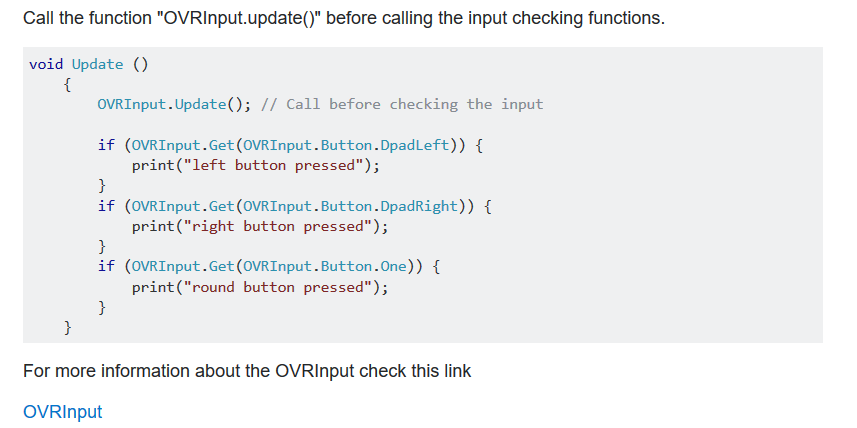 Call the function "OVRInput.update()" before calling the input checking functions.
void Update ()
{
OVRInput.Update(); // Call before checking the input
if (OVRInput.Get(OVRInput.Button.DpadLeft)) {
print("left button pressed");
}
if (OVRInput.Get(OVRInput.Button.DpadRight)) {
print("right button pressed");
}
if (OVRInput.Get(OVRInput.Button.One)) {
print("round button pressed");
}
}
For more information about the OVRInput check this link
OVRInput